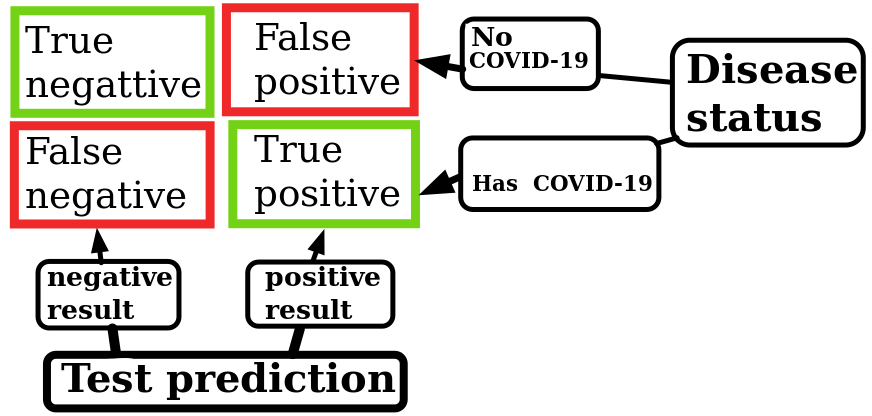 True
negattive
False
positive
No
COVID-19
Disease
status
False
negative
True
positive
Has COVID-19
negative
result
positive
result
Test prediction